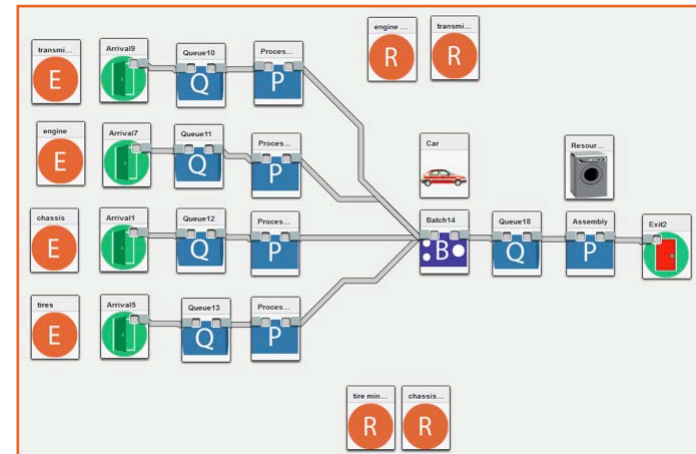 transmi...
E
Arrival9
Queue10
Q
Proces...
P
engine ...
R
transmi...
R
engine
E
Arrival7
Queue11
Q
Proces...
P
Car
Resour...
chassis
E
Arrival1
Queue12
Q
Proces...
P
Batch14
B
Queue18
Q
Assembly
P
Exit2
tires
E
Arrival5
Queue13
Q
Proces...
P
tire min...
R
chassis...
R